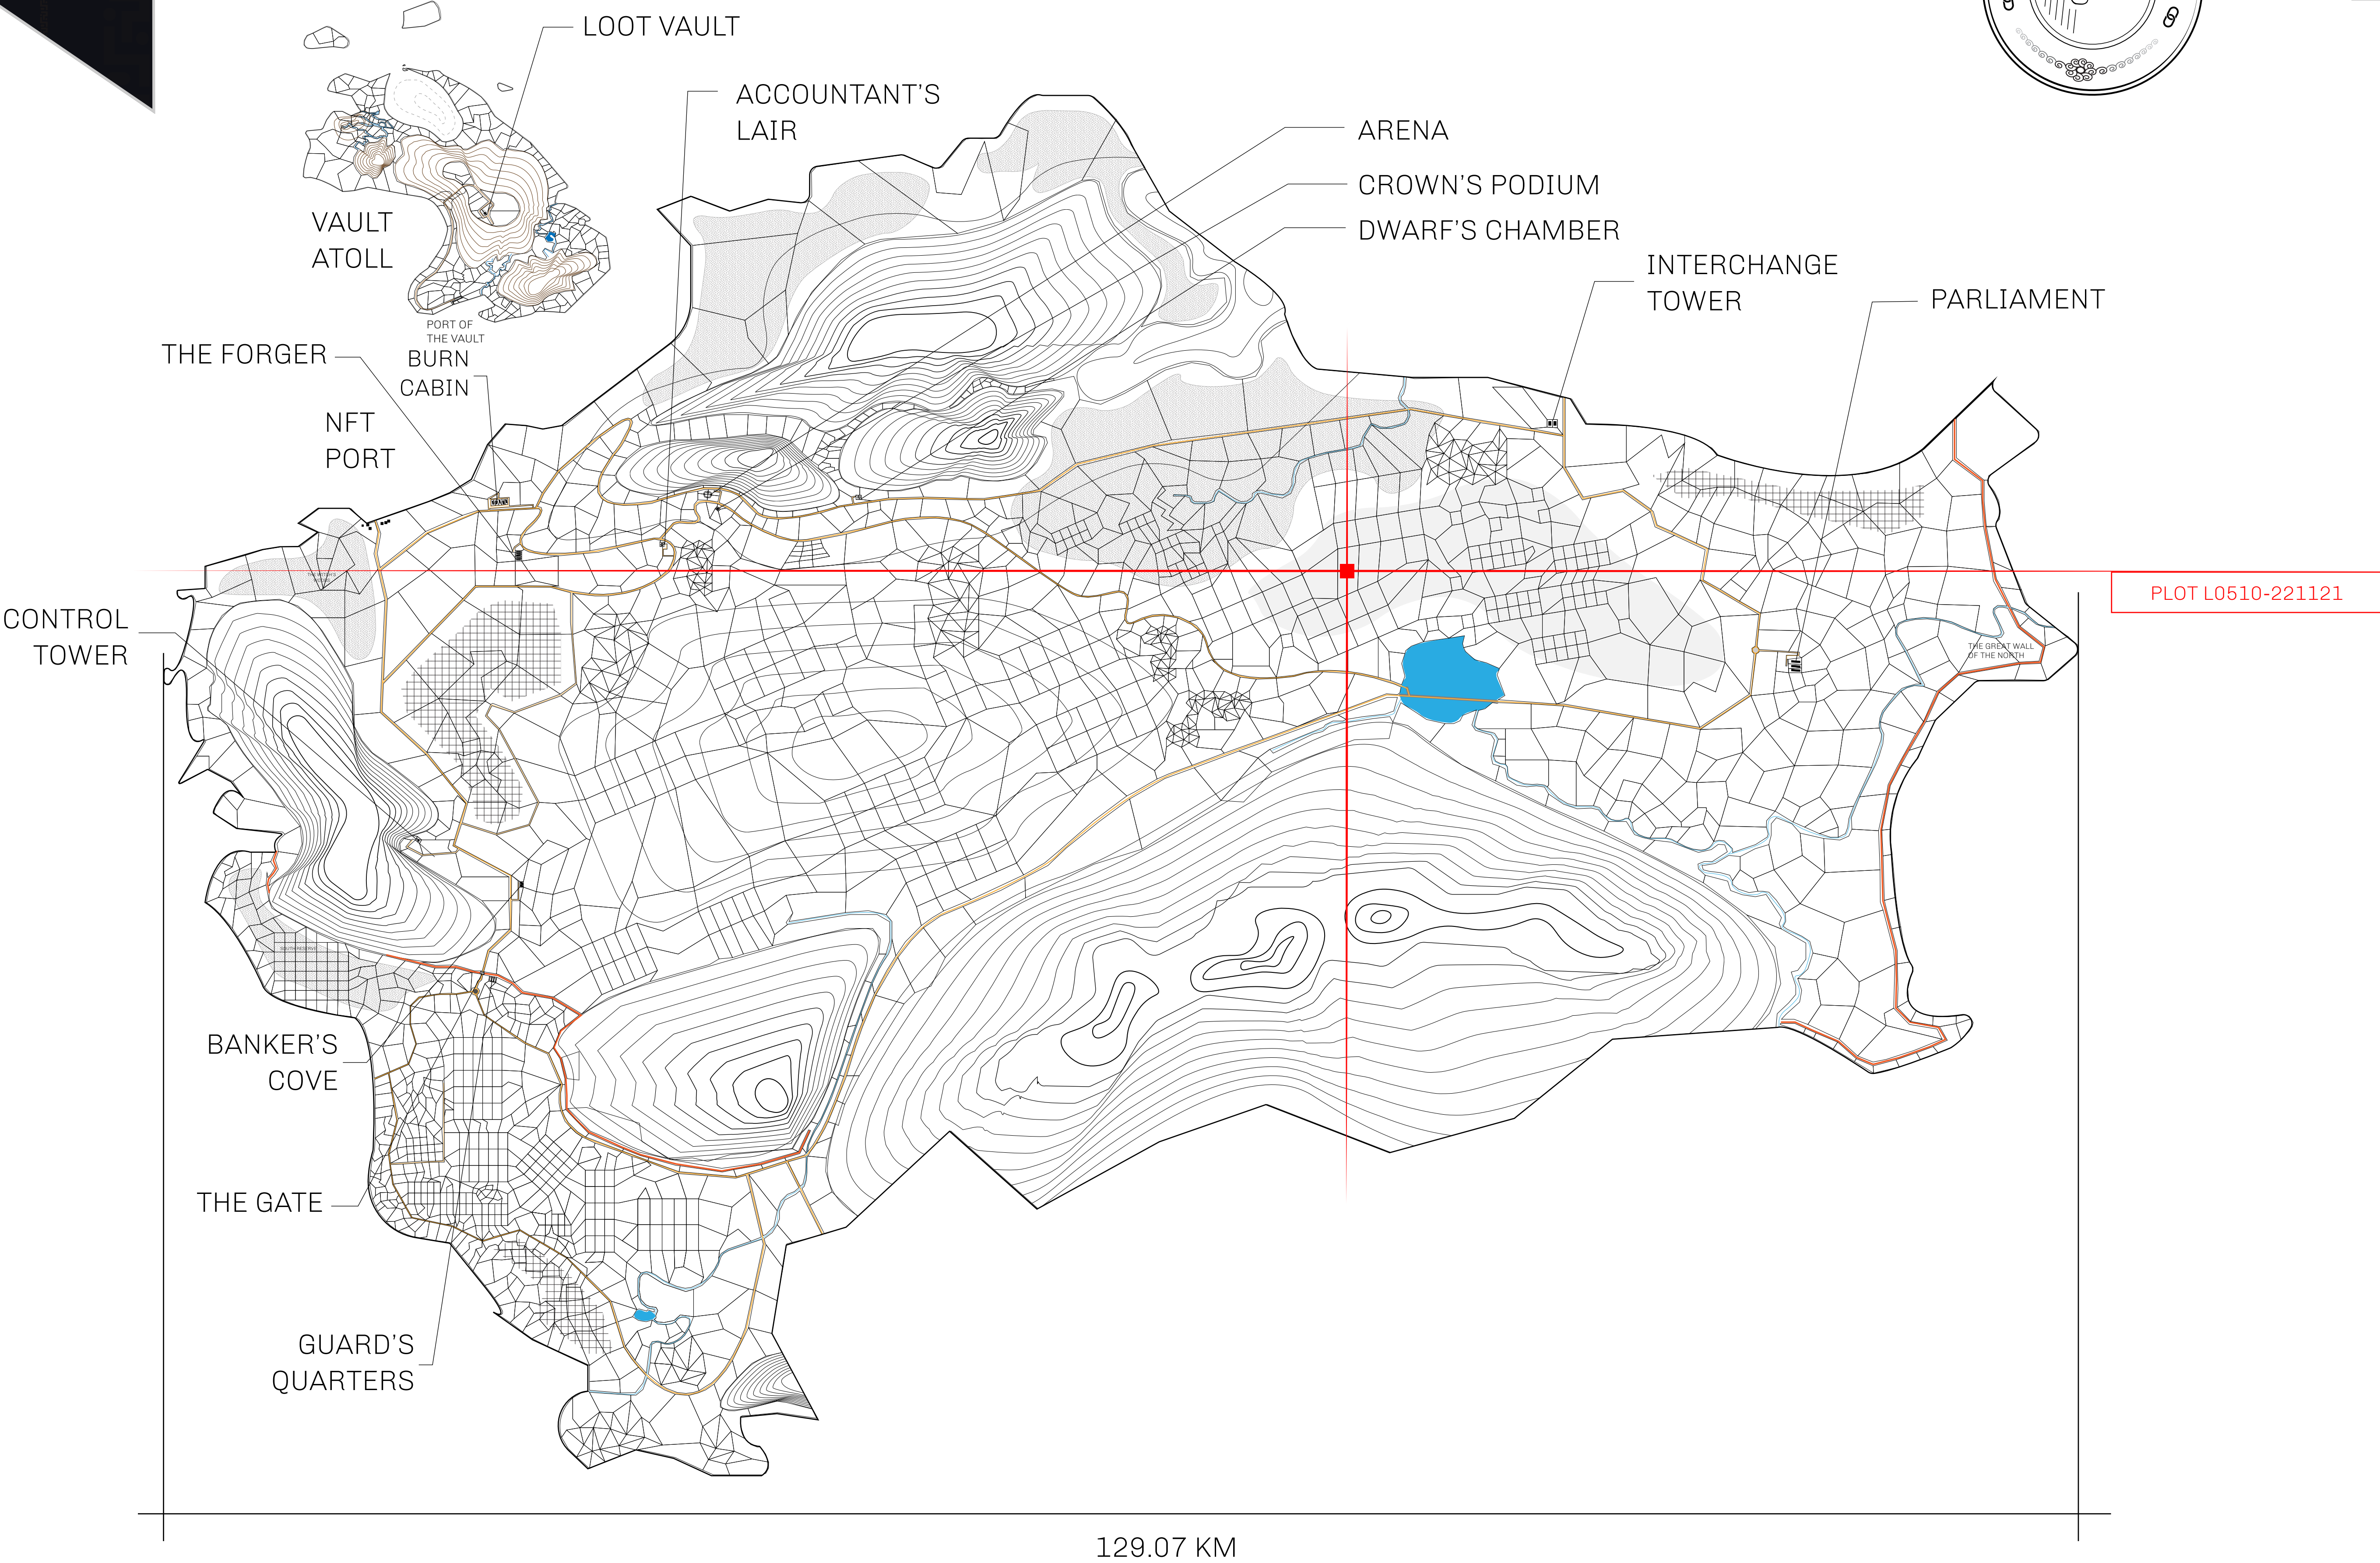 LOOT VAULT
ACCOUNTANT'S
LAIR
ARENA
CROWN'S PODIUM
DWARF'S CHAMBER
INTERCHANGE
TOWER
PARLIAMENT
VAULT
ATOLL
PORT OF
THE VAULT
THE FORGER
BURN
CABIN
NFT
PORT
PLOT L0510-221121
CONTROL
TOWER
THE GREAT WALL
OF THE NORTH
SOUTH RESERVE
BANKER'S
COVE
THE GATE
GUARD'S
QUARTERS
129.07 KM